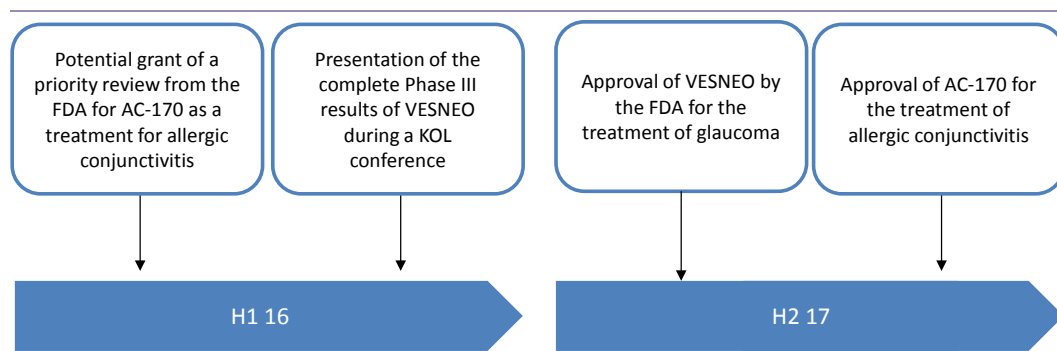 Potential grant of a
priority review from the
FDA for AC-170 as a
treatment for allergic
conjunctivitis
Presentation of the
complete Phase III
results of VESNEO
during a KOL
conference
Approval of VESNEO by
the FDA for the
treatment of glaucoma
Approval of AC-170 for
the treatment of
allergic conjunctivitis
H1 16
H2 17